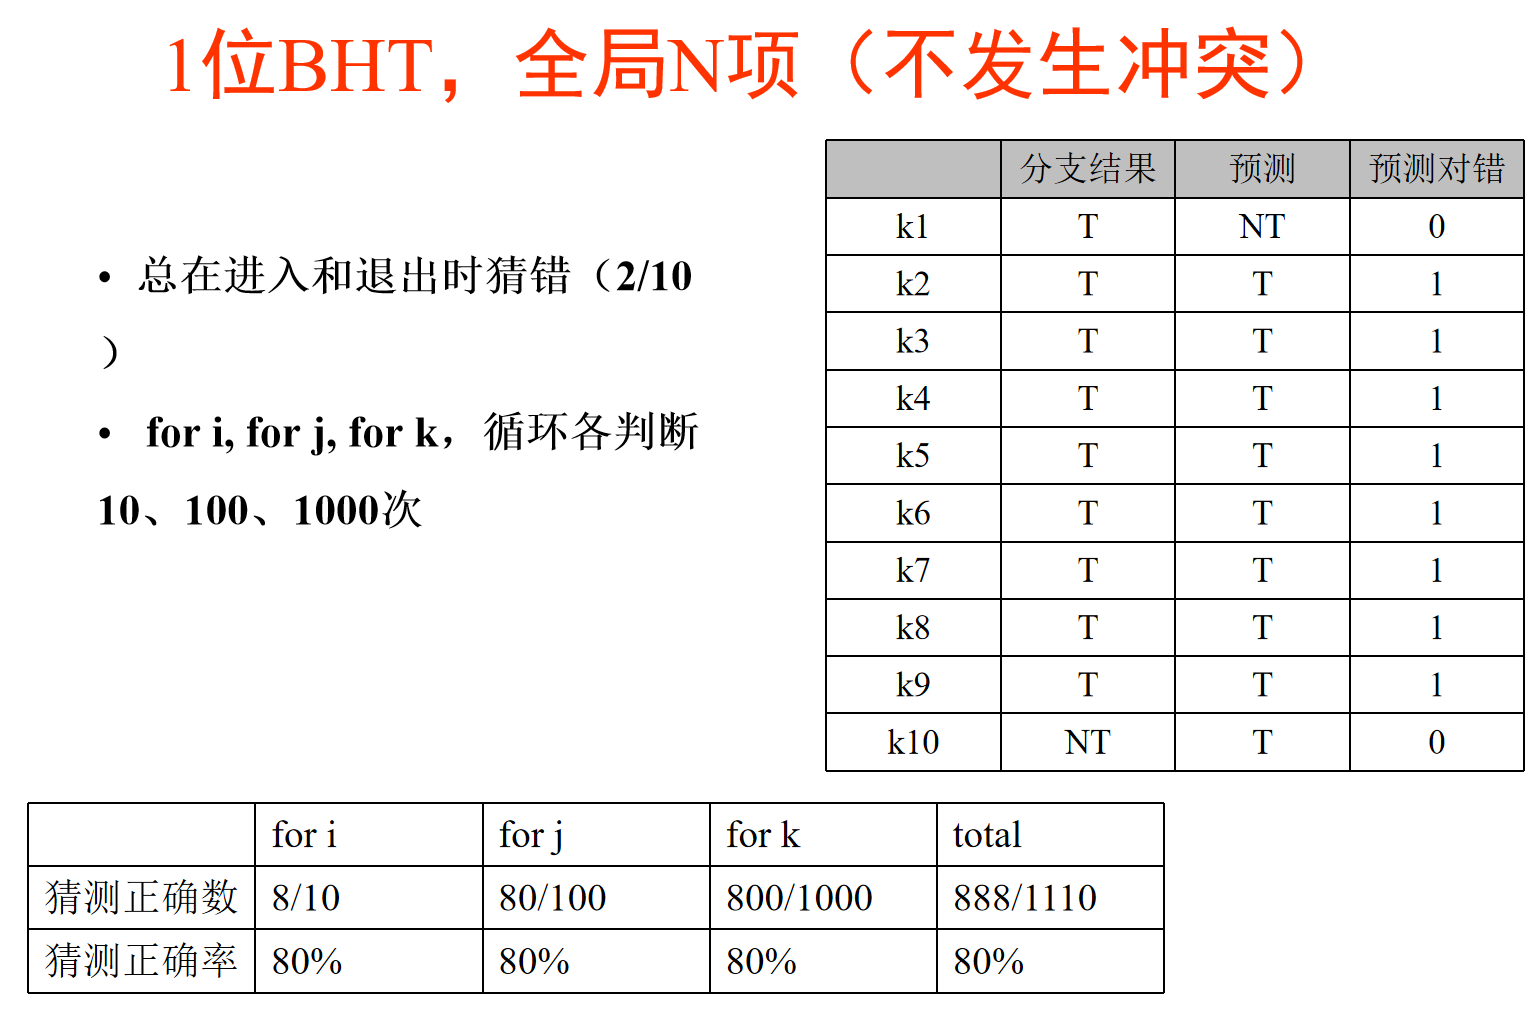 1位BHT，全局N项（不发生冲突）
• 总在进入和退出时猜错（2/10
）
• for i, for j, for k，循环各判断
10、100、1000次
分支结果 预测 预测对错
k1 T NT 0
k2 T T 1
k3 T T 1
k4 T T 1
k5 T T 1
k6 T T 1
k7 T T 1
k8 T T 1
k9 T T 1
k10 NT T 0
for i for j for k total
猜测正确数 8/10 80/100 800/1000 888/1110
猜测正确率 80% 80% 80% 80%